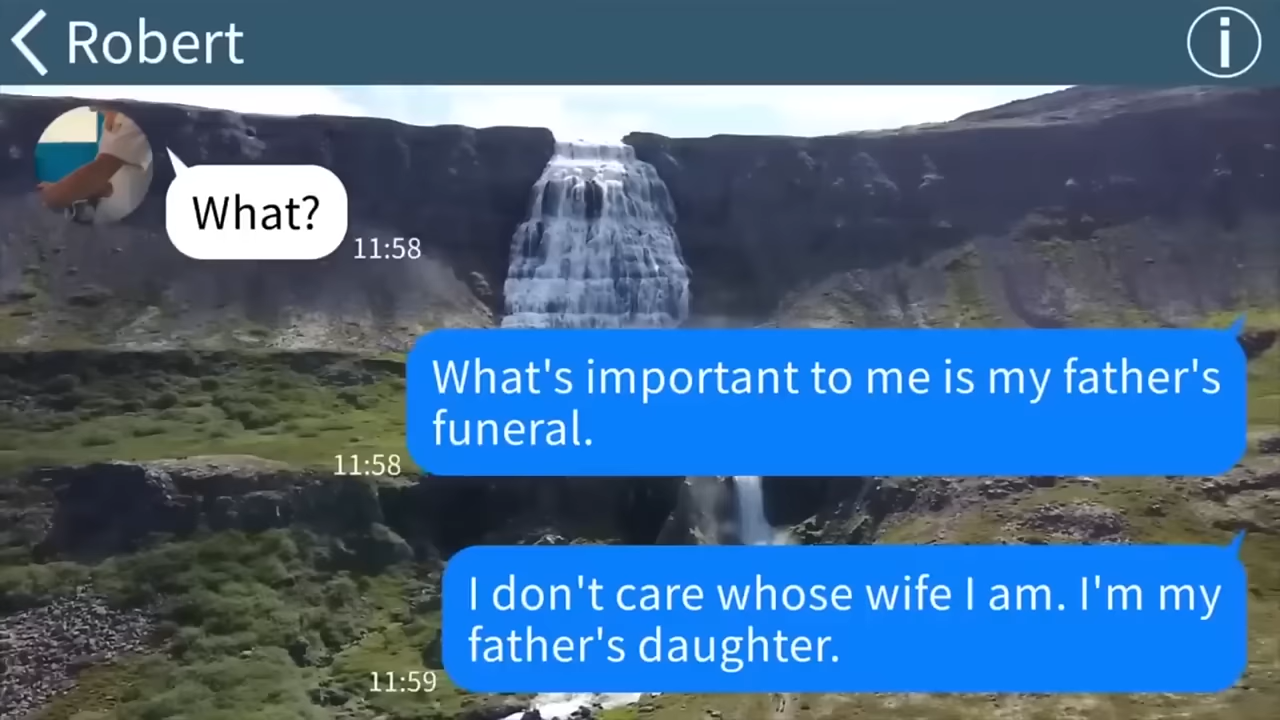 Robert
What?
11:58
What's important to me is my father's
funeral.
11:58
I don't care whose wife I am. I'm my
father's daughter.
11:59